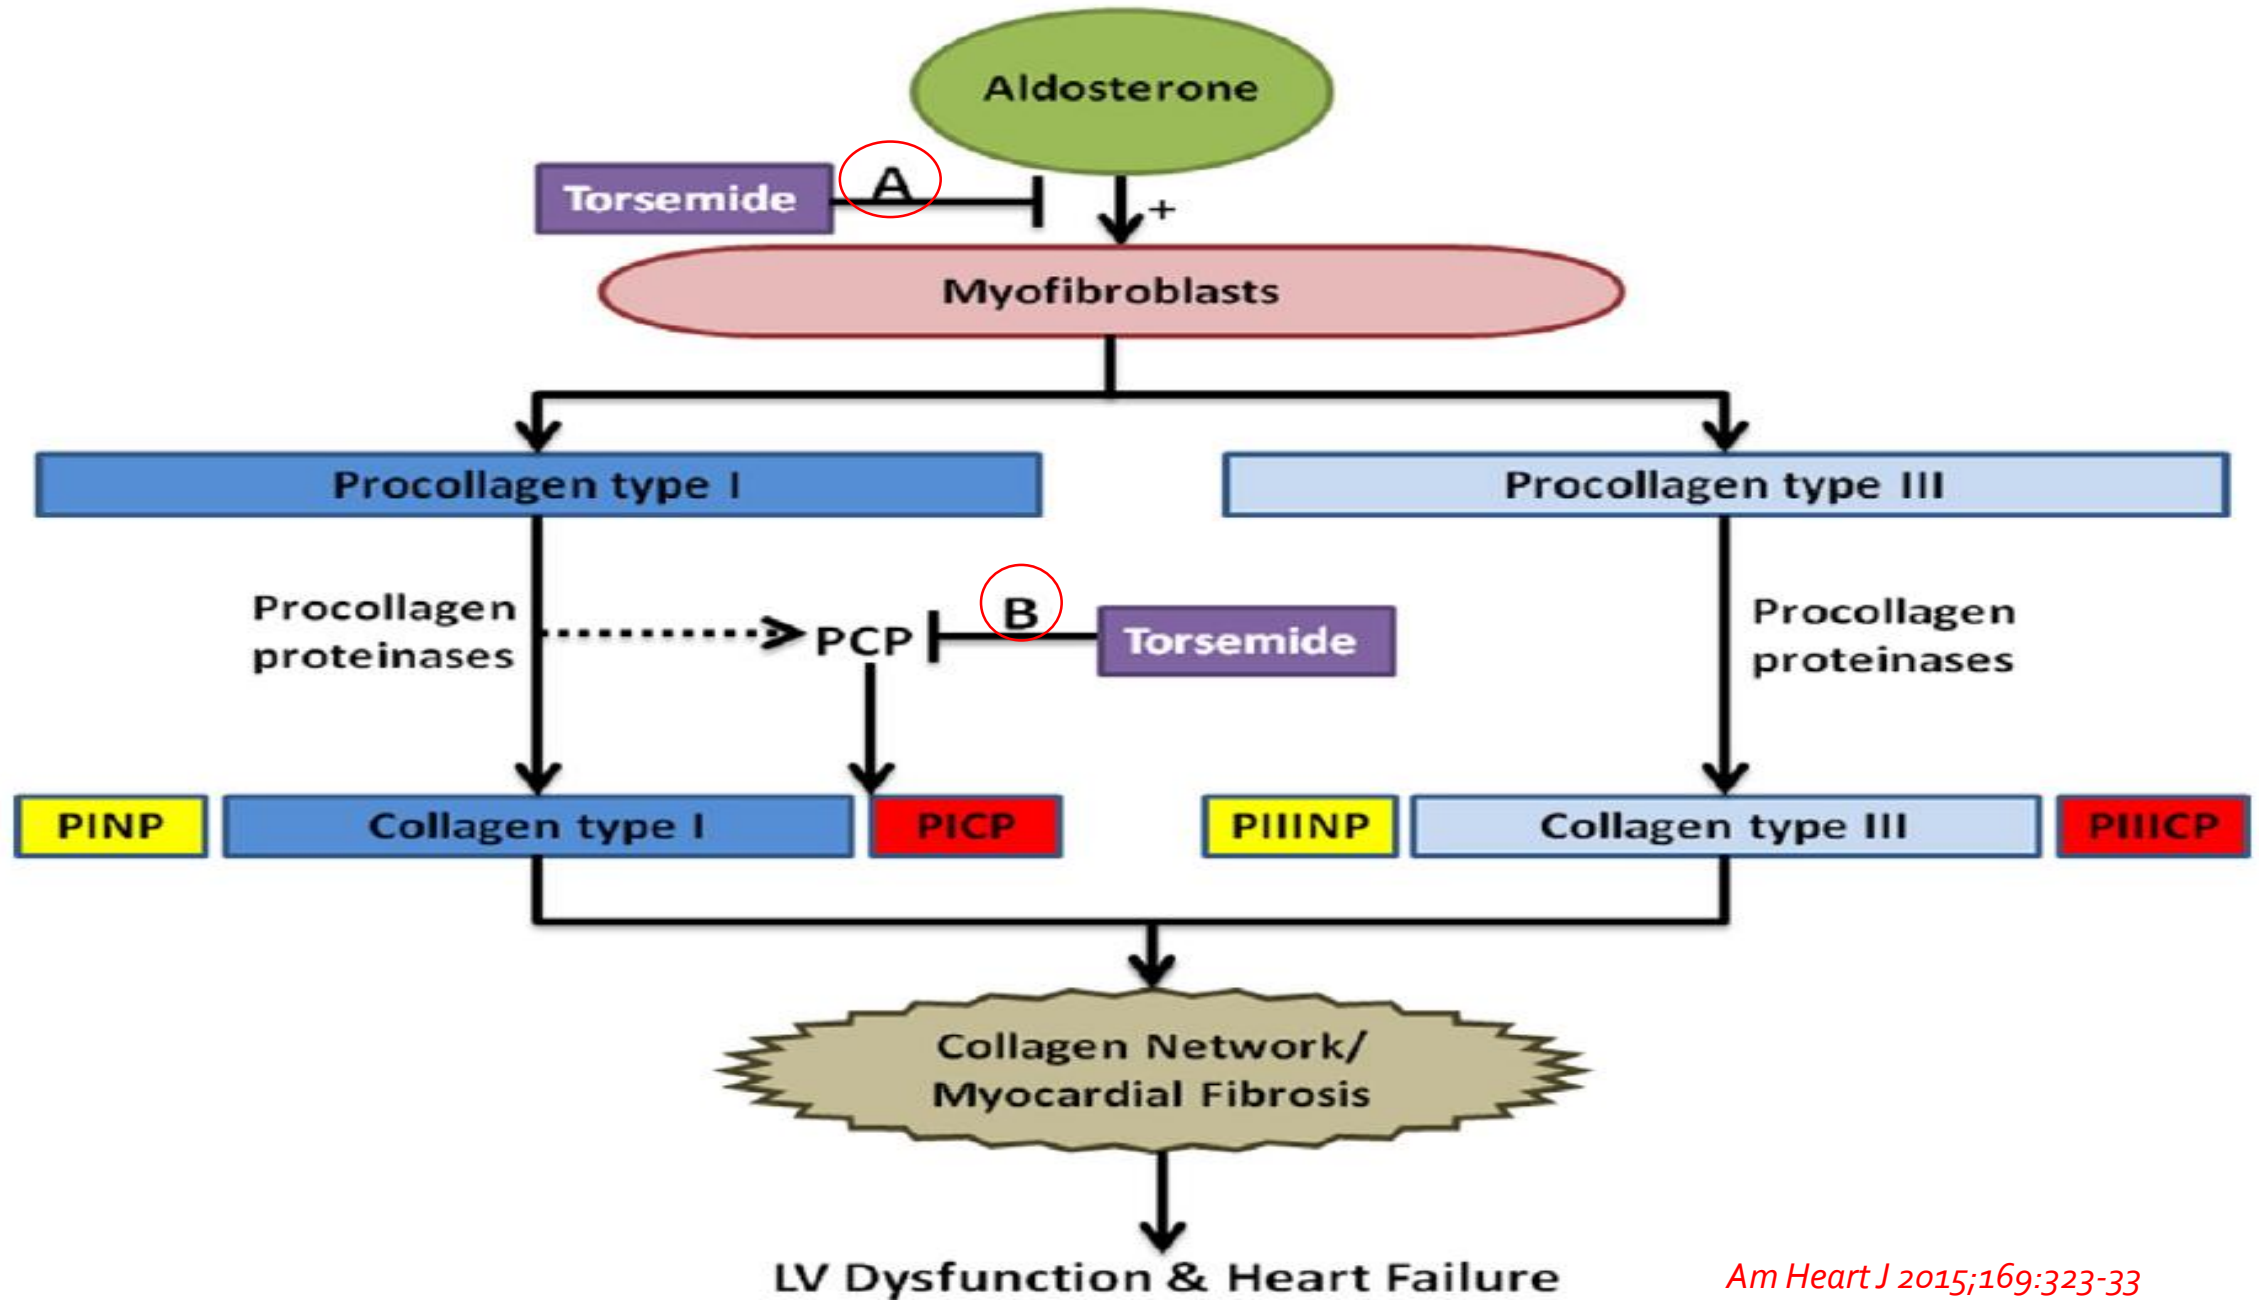 Aldosterone
Torsemide
A
+
Myofibroblasts
Procollagen type I
Procollagen type III
Procollagen
proteinases
PCP
B
Torsemide
Procollagen
proteinases
PINP
Collagen type I
PICP
PIIINP
Collagen type III
PIIICP
Collagen Network/
Myocardial Fibrosis
LV Dysfunction & Heart Failure
Am Heart J 2015;169:323-33